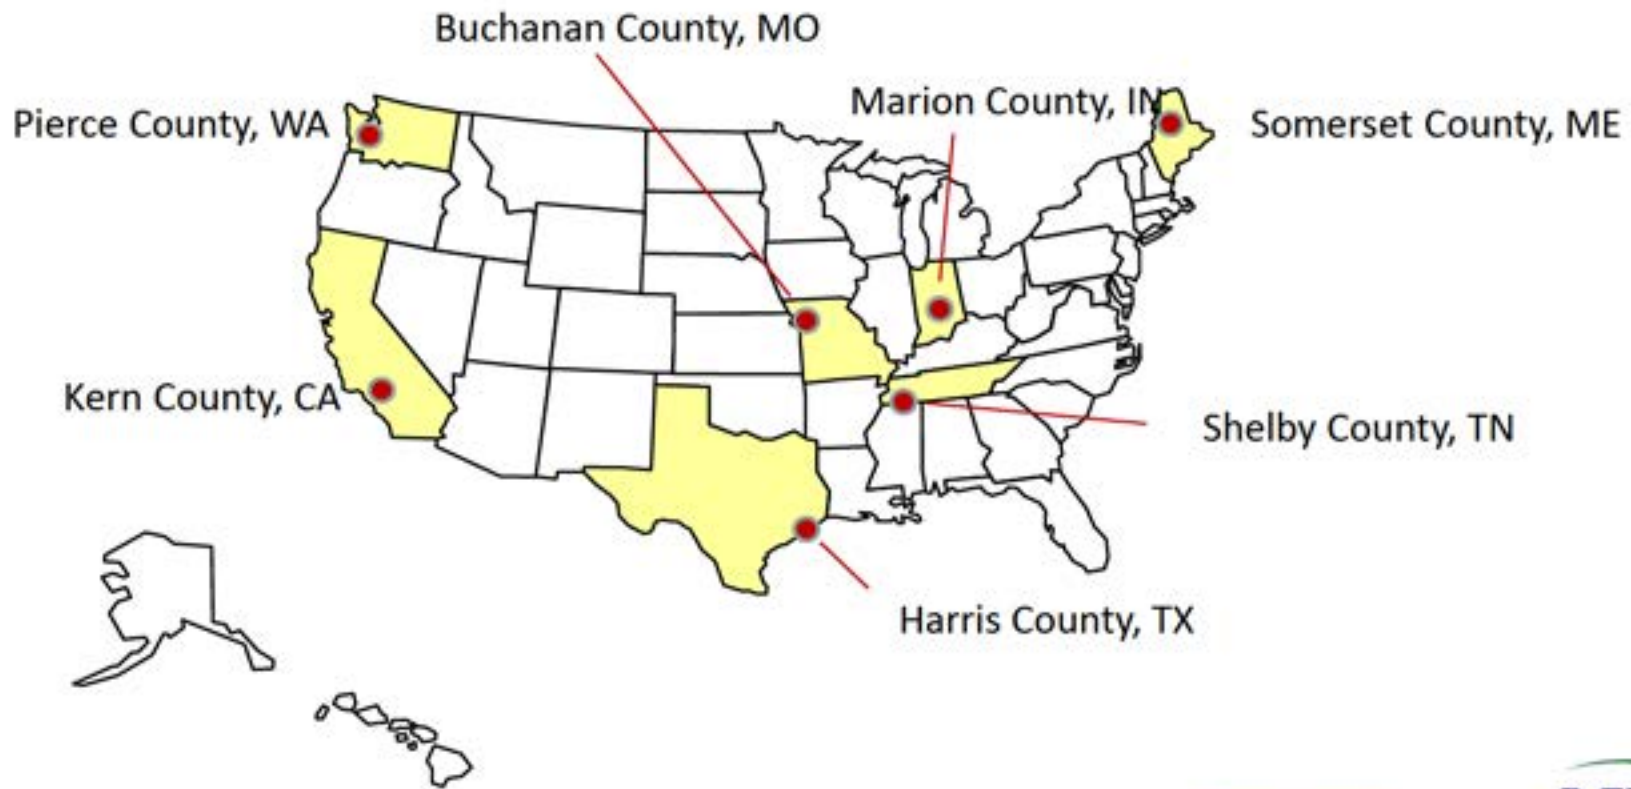 Buchanan County, MO
Marion County, IN
Pierce County, WA
Somerset County, ME
Kern County, CA
Shelby County, TN
Harris County, TX